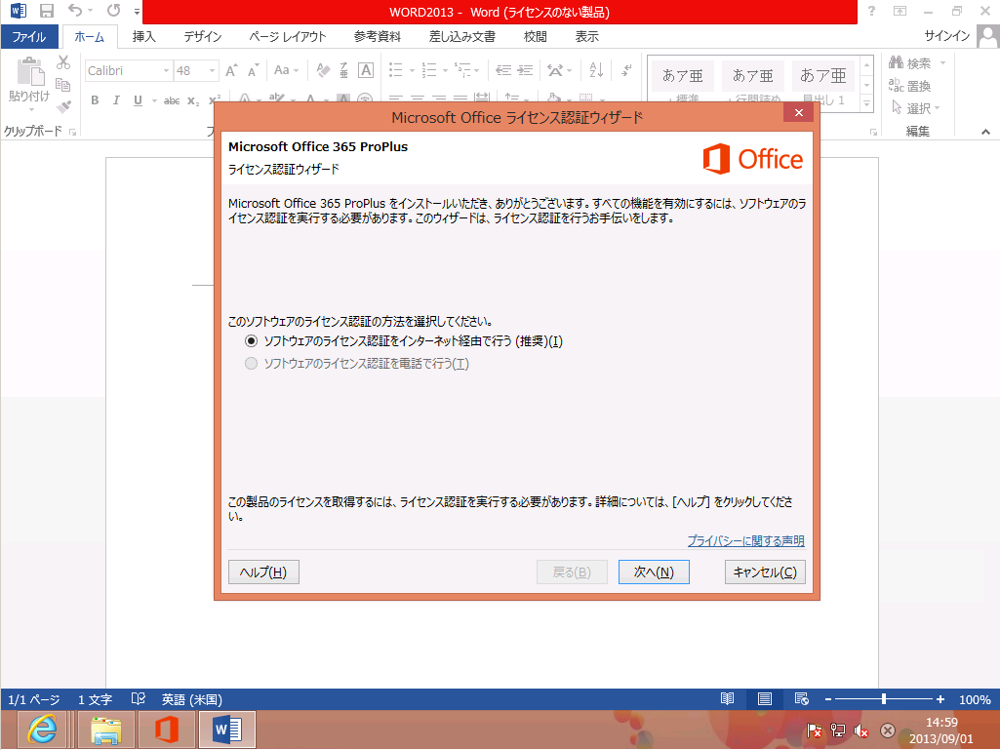 WORD2013 - Word (ライセンスのない製品)
?
ファイル ホーム 挿入 デザイン ページ レイアウト 参考資料 差し込み文書 校閲 表示 サインイン
貼り付け
Calibri 48 A A Aa A
B I U abc X₂ X²
クリップボード
あア亜 あア亜 あア亜
標準 行間詰め 見出し 1
検索
置換
選択
編集
Microsoft Office ライセンス認証ウィザード
Microsoft Office 365 ProPlus
ライセンス認証ウィザード
Office
Microsoft Office 365 ProPlus をインストールいただき、ありがとうございます。すべての機能を有効にするには、ソフトウェアのラ
イセンス認証を実行する必要があります。このウィザードは、ライセンス認証を行うお手伝いをします。
このソフトウェアのライセンス認証の方法を選択してください。
ソフトウェアのライセンス認証をインターネット経由で行う (推奨)(I)
ソフトウェアのライセンス認証を電話で行う(T)
この製品のライセンスを取得するには、ライセンス認証を実行する必要があります。詳細については、[ヘルプ] をクリックしてくださ
い。
プライバシーに関する声明
ヘルプ(H) 戻る(B) 次へ(N) キャンセル(C)
1/1 ページ 1 文字 英語 (米国) 100%
14:59
2013/09/01